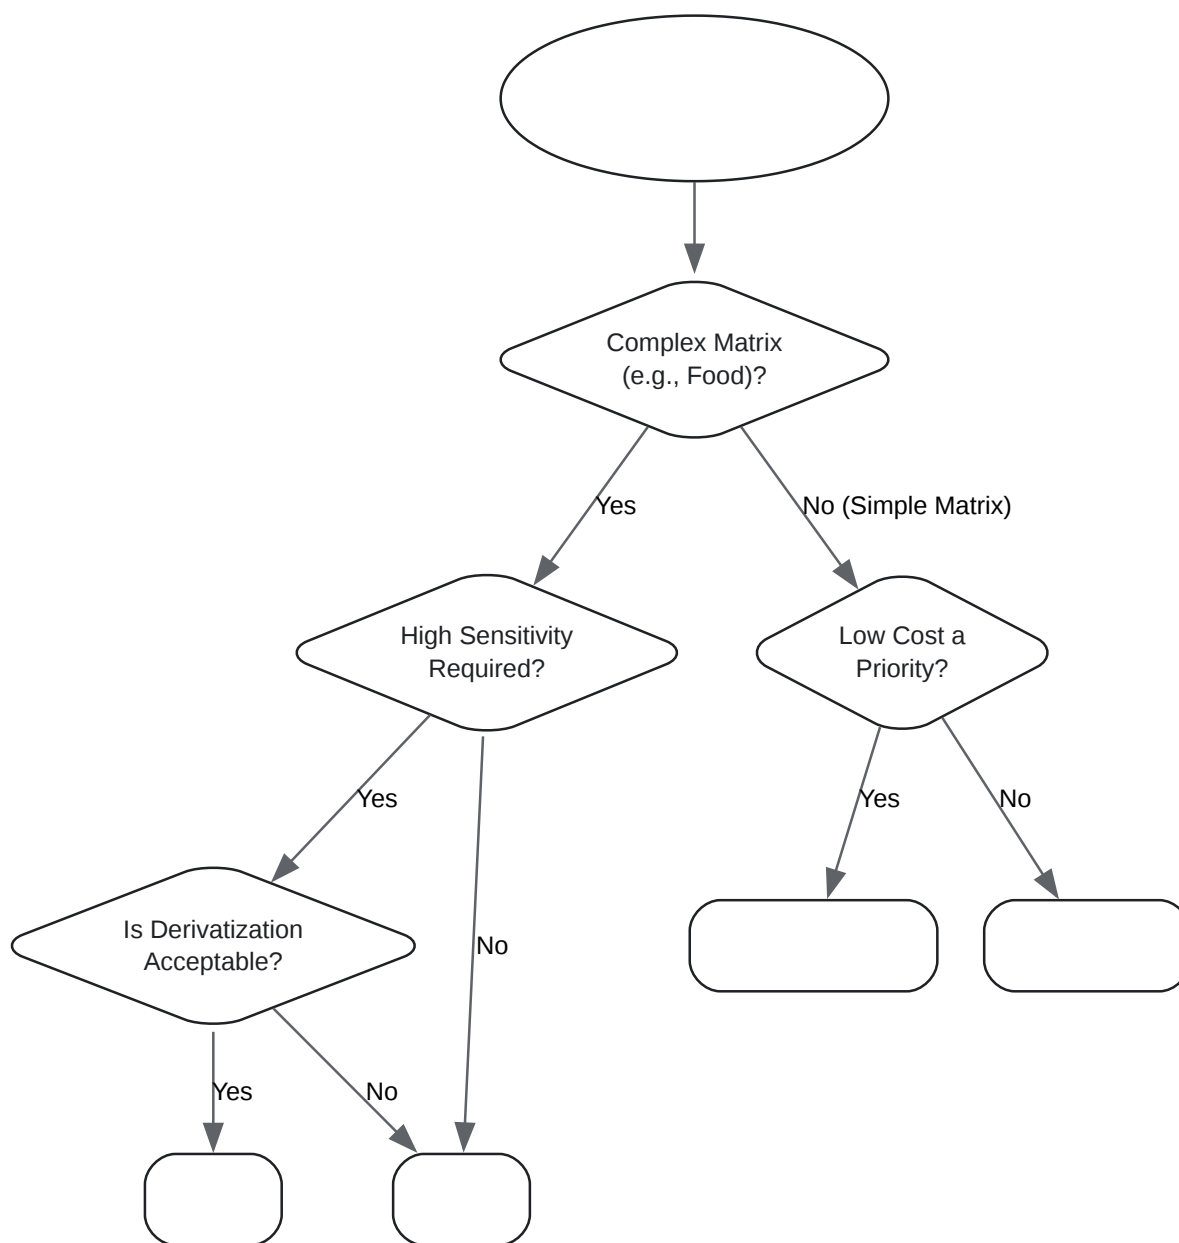 Complex Matrix
(e.g., Food)?
Yes
No (Simple Matrix)
High Sensitivity
Required?
Low Cost a
Priority?
Yes
No
Yes
No
Is Derivatization
Acceptable?
Yes
No